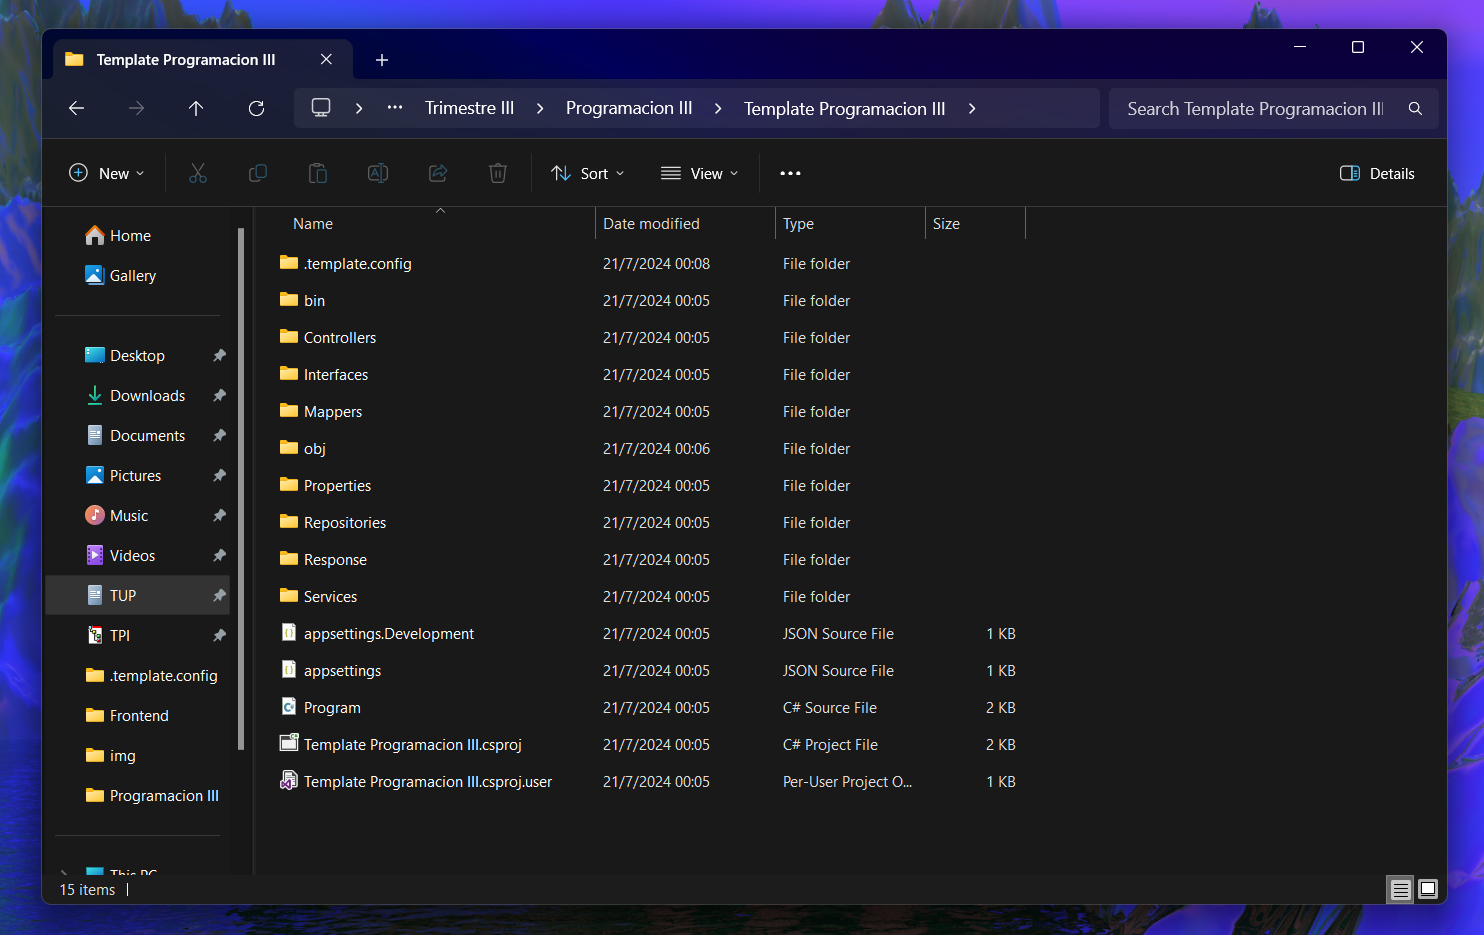 Template Programacion III
Trimestre III
Programacion III
Template Programacion III
Search Template Programacion III
New
Sort
View
Details
Home
Gallery
Desktop
Downloads
Documents
Pictures
Music
Videos
TUP
TPI
.template.config
Frontend
img
Programacion III
This PC
Name Date modified Type Size
.template.config 21/7/2024 00:08 File folder
bin 21/7/2024 00:05 File folder
Controllers 21/7/2024 00:05 File folder
Interfaces 21/7/2024 00:05 File folder
Mappers 21/7/2024 00:05 File folder
obj 21/7/2024 00:06 File folder
Properties 21/7/2024 00:05 File folder
Repositories 21/7/2024 00:05 File folder
Response 21/7/2024 00:05 File folder
Services 21/7/2024 00:05 File folder
appsettings.Development 21/7/2024 00:05 JSON Source File 1 KB
appsettings 21/7/2024 00:05 JSON Source File 1 KB
Program 21/7/2024 00:05 C# Source File 2 KB
Template Programacion III.csproj 21/7/2024 00:05 C# Project File 2 KB
Template Programacion III.csproj.user 21/7/2024 00:05 Per-User Project O... 1 KB
15 items